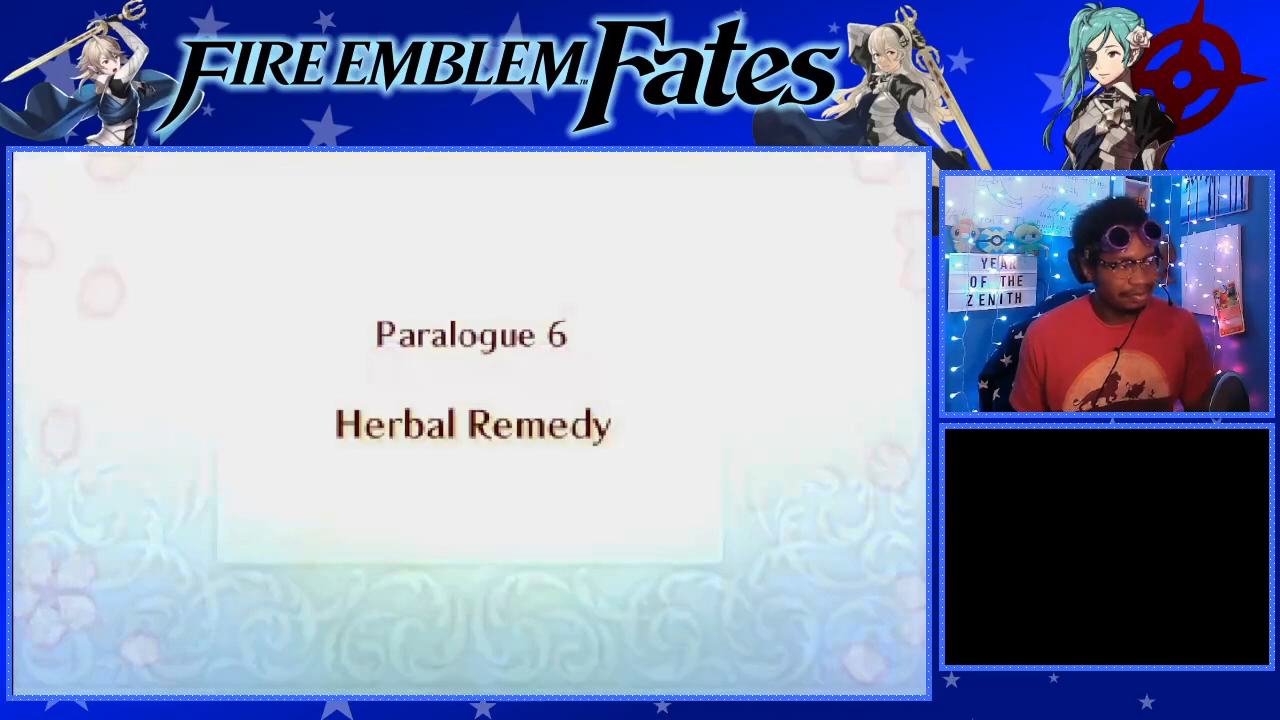 FIRE EMBLEM Fates
Paralogue 6
Herbal Remedy
YEAR
OF THE
ZENITH